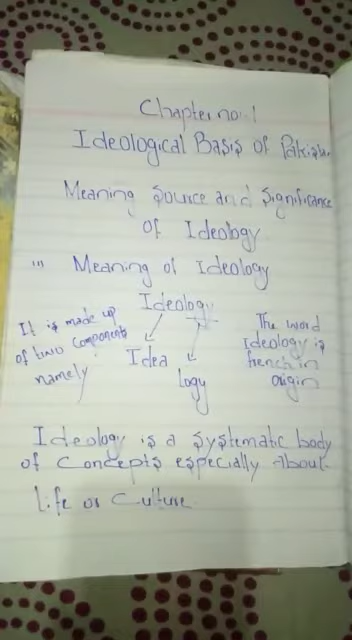 Chapter no: 1
Ideological Basis of Pakistan
Meaning Source and Significance
of Ideology
"1 Meaning of Ideology
Ideology
It is made up
of two components
namely
Idea
logy
The word
Ideology is
french in
origin
Ideology is a systematic body
of concepts especially about
life or culture.